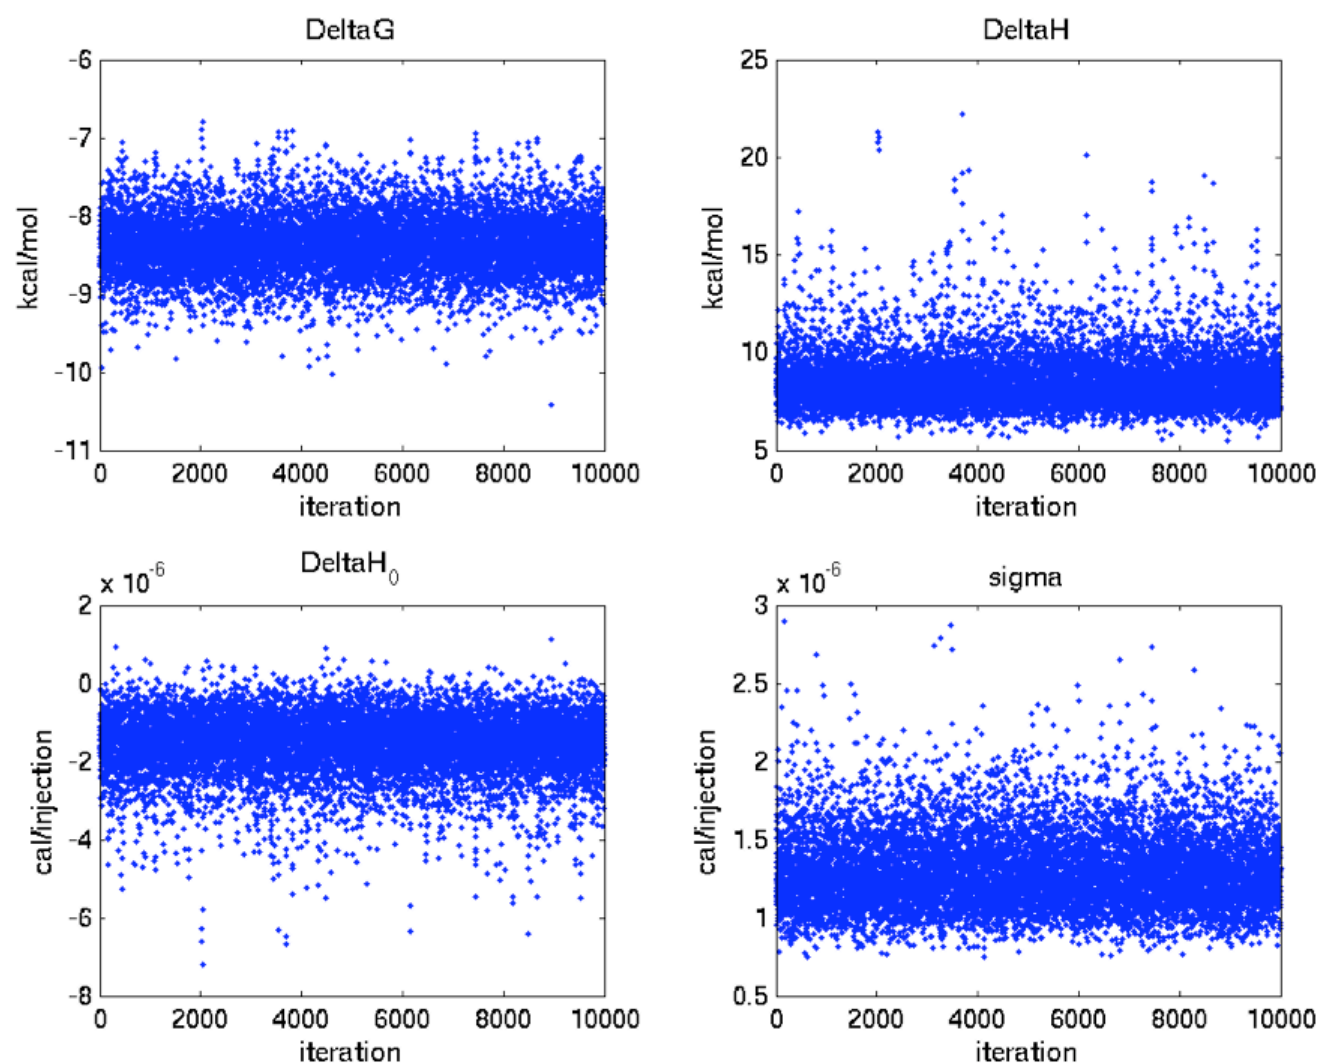 DeltaG
-6
-7
-8
-9
-10
-11
kcal/mol
0 2000 4000 6000 8000 10000
iteration
DeltaH
25
20
15
10
5
kcal/mol
0 2000 4000 6000 8000 10000
iteration
DeltaH₀
x 10⁻⁶
2
0
-2
-4
-6
-8
cal/injection
0 2000 4000 6000 8000 10000
iteration
sigma
x 10⁻⁶
3
2.5
2
1.5
1
0.5
cal/injection
0 2000 4000 6000 8000 10000
iteration